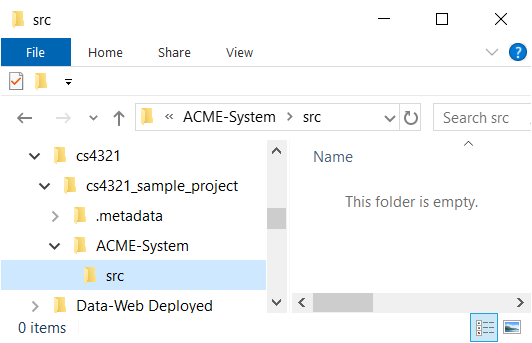 src
File Home Share View
« ACME-System > src Search src
cs4321
cs4321_sample_project
.metadata
ACME-System
src
Data-Web Deployed
Name
This folder is empty.
0 items